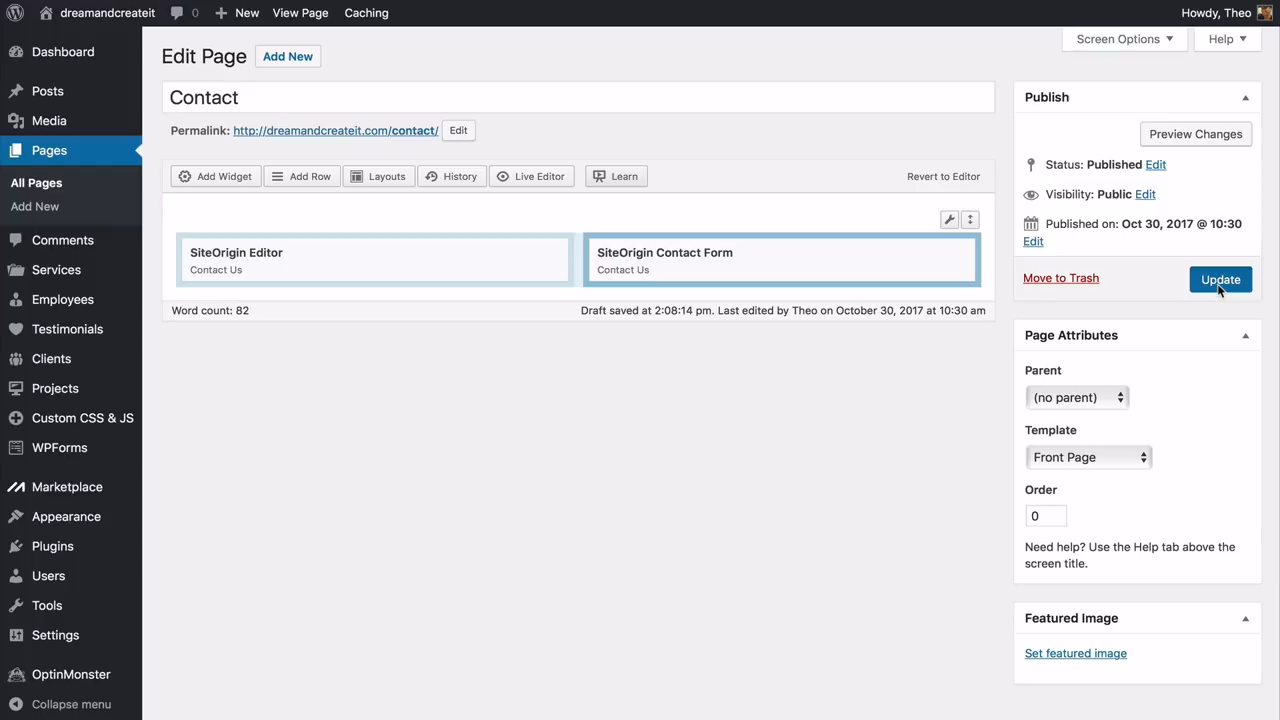 dreamandcreateit 0 New View Page Caching Howdy, Theo
Dashboard
Posts
Media
Pages
All Pages
Add New
Comments
Services
Employees
Testimonials
Clients
Projects
Custom CSS & JS
WPForms
Marketplace
Appearance
Plugins
Users
Tools
Settings
OptinMonster
Collapse menu
Screen Options Help
Edit Page Add New
Contact
Permalink: http://dreamandcreateit.com/contact/ Edit
Add Widget Add Row Layouts History Live Editor Learn Revert to Editor
SiteOrigin Editor
Contact Us
SiteOrigin Contact Form
Contact Us
Word count: 82 Draft saved at 2:08:14 pm. Last edited by Theo on October 30, 2017 at 10:30 am
Publish
Preview Changes
Status: Published Edit
Visibility: Public Edit
Published on: Oct 30, 2017 @ 10:30
Edit
Move to Trash Update
Page Attributes
Parent
(no parent)
Template
Front Page
Order
0
Need help? Use the Help tab above the
screen title.
Featured Image
Set featured image